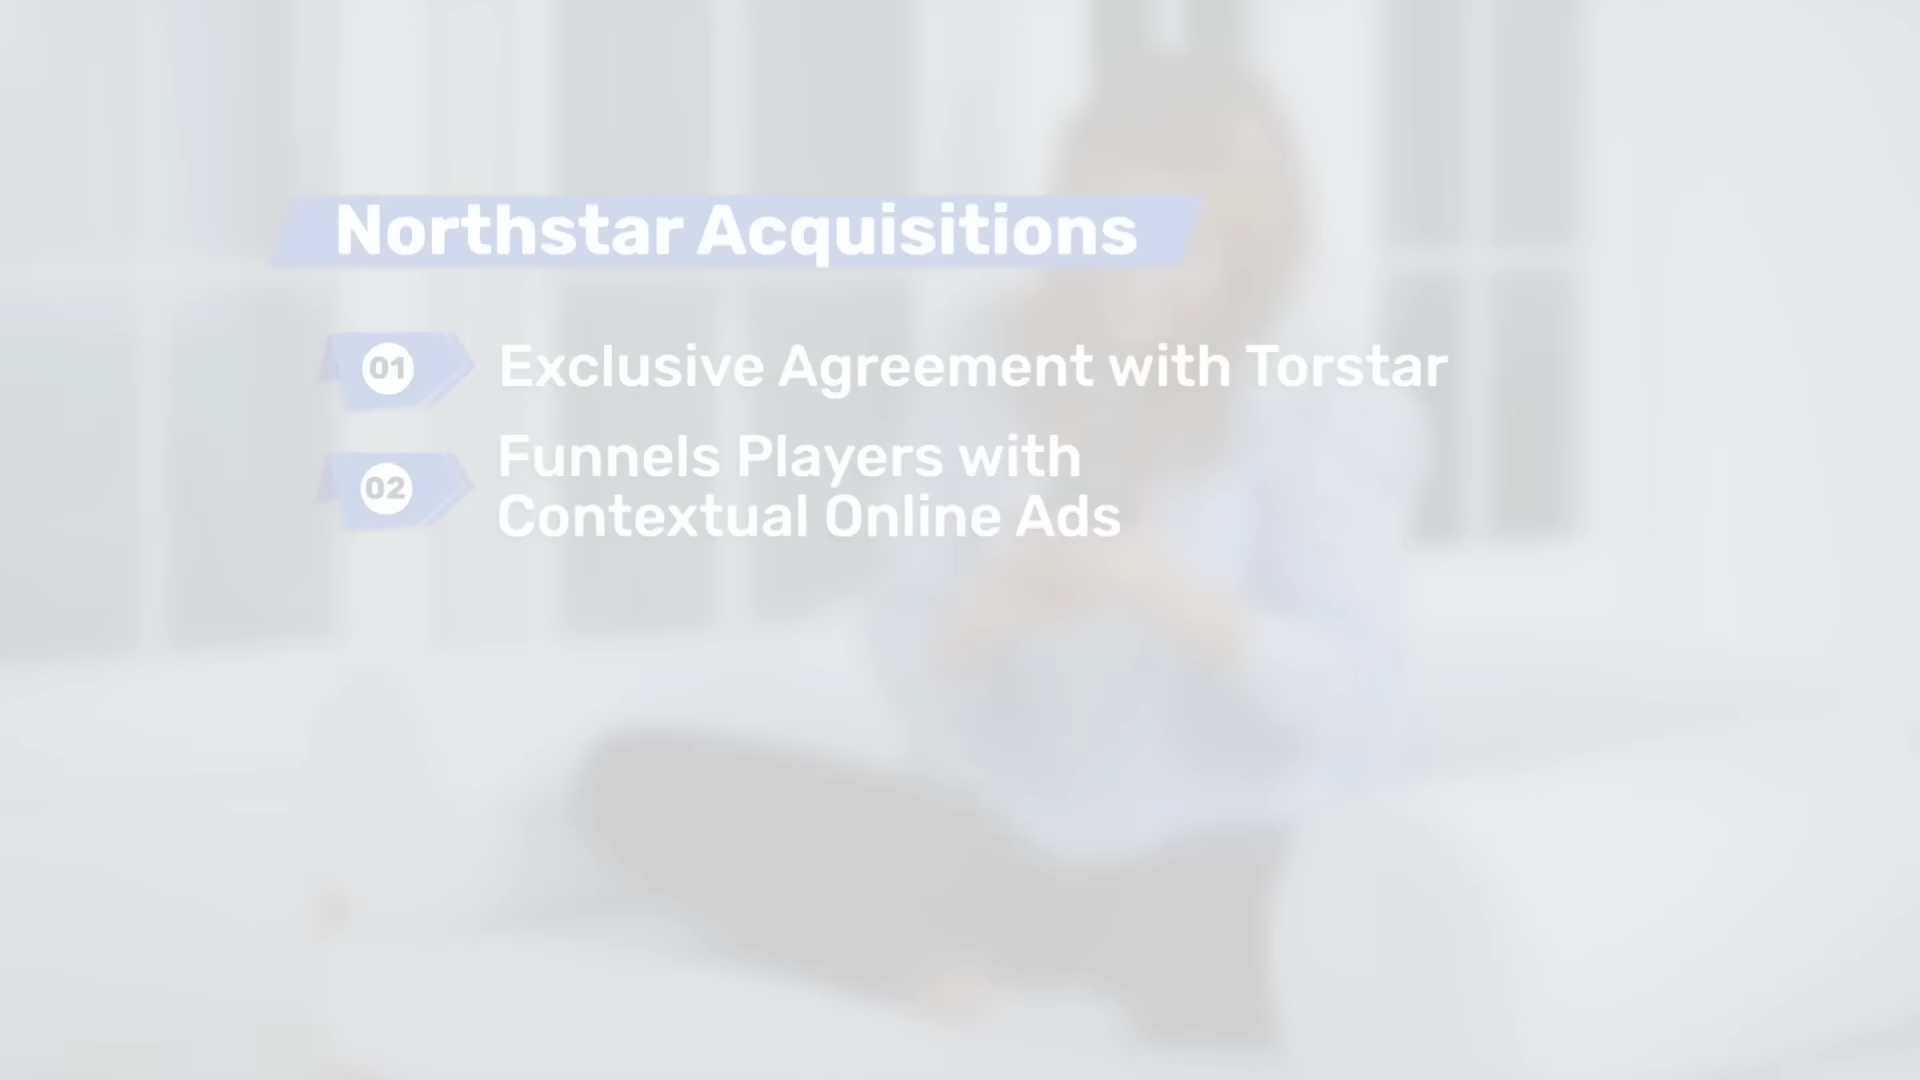 Northstar Acquisitions
01 Exclusive Agreement with Torstar
02 Funnels Players with
Contextual Online Ads